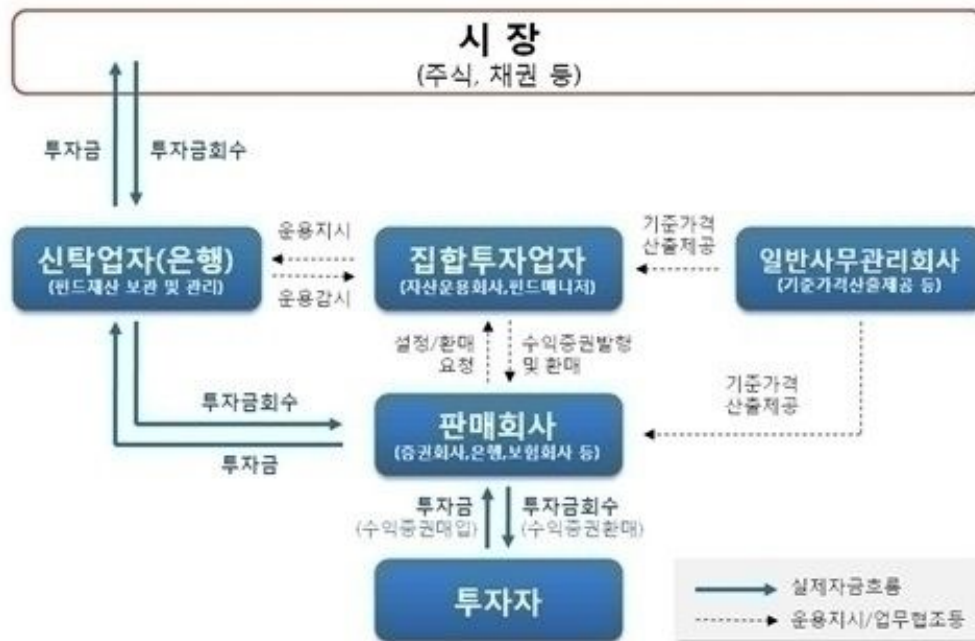 시 장
(주식, 채권 등)
투자금
투자금회수
신탁업자(은행)
(펀드재산 보관 및 관리)
운용지시
운용감시
집합투자업자
(자산운용회사,펀드매니저)
기준가격
산출제공
일반사무관리회사
(기준가격산출제공 등)
설정/환매
요청
수익증권발행
및 환매
기준가격
산출제공
투자금회수
투자금
판매회사
(증권회사,은행,보험회사 등)
투자금
(수익증권매입)
투자금회수
(수익증권환매)
투자자
실제자금흐름
운용지시/업무협조등